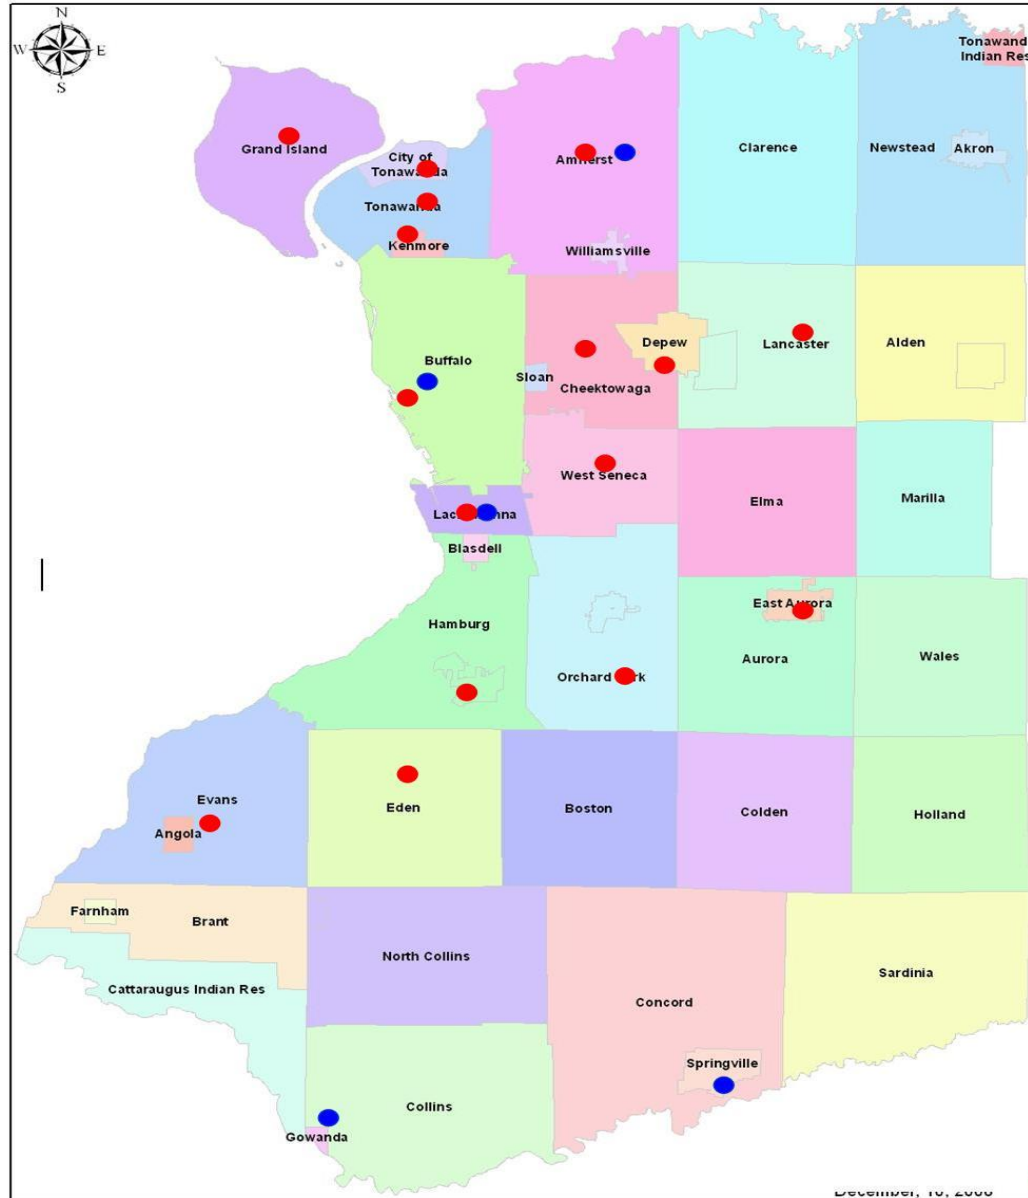 N
W
E
S
Tonawand
Indian Res
Grand Island
City of
Tonawanda
Amherst
Clarence
Newstead
Akron
Tonawanda
Kenmore
Williamsville
Buffalo
Sloan
Depew
Lancaster
Alden
Cheektowaga
West Seneca
Elma
Marilla
Lackawanna
Blasdell
Hamburg
East Aurora
Orchard Park
Aurora
Wales
Evans
Angola
Eden
Boston
Colden
Holland
Farnham
Brant
North Collins
Cattaraugus Indian Res
Concord
Sardinia
Springville
Collins
Gowanda